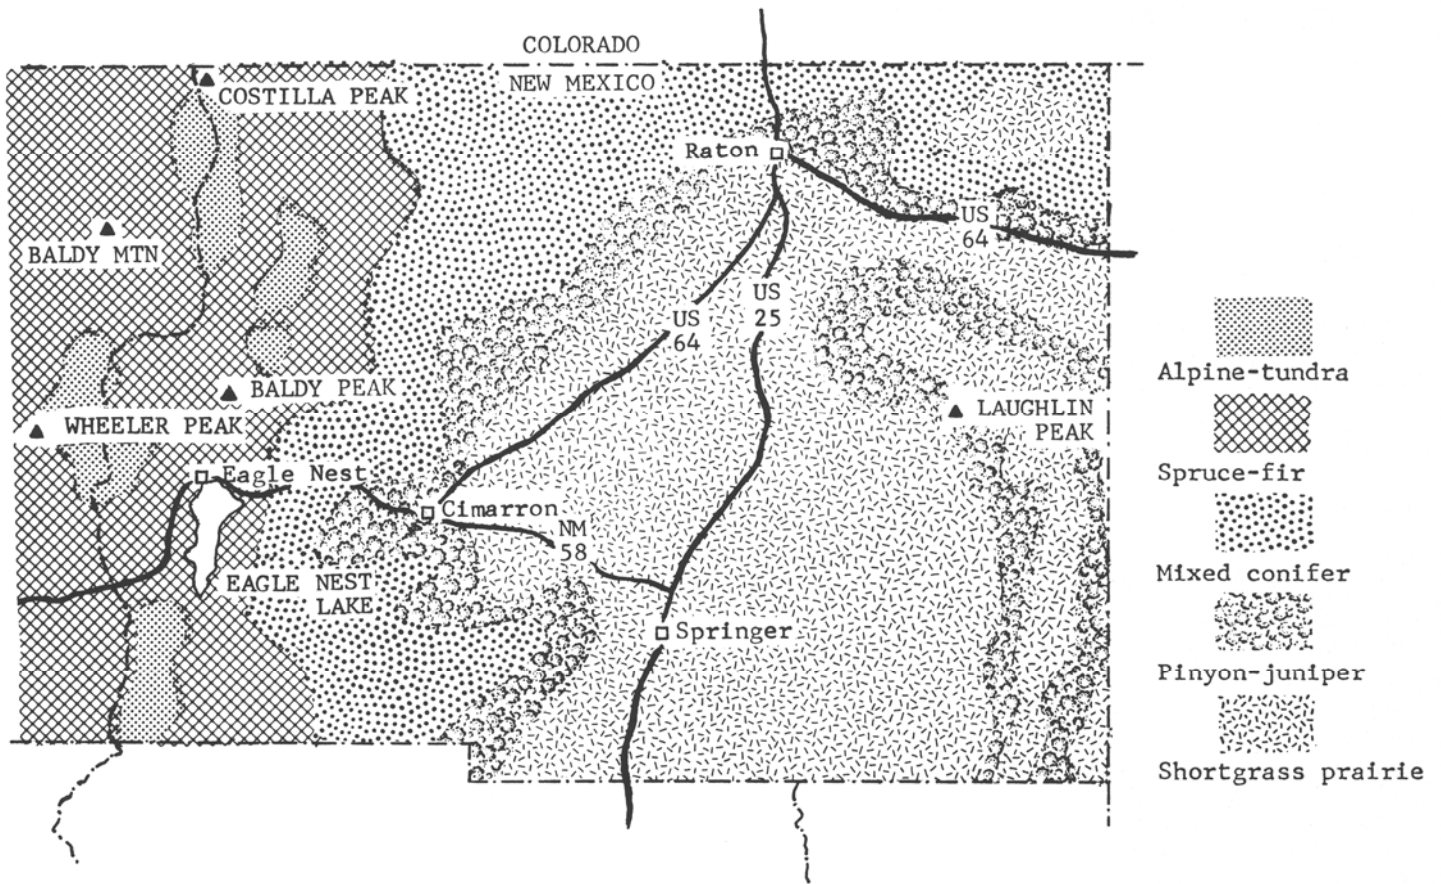 COLORADO
NEW MEXICO
COSTILLA PEAK
Raton
US
64
BALDY MTN
US
25
US
64
Alpine-tundra
BALDY PEAK
LAUGHLIN
PEAK
WHEELER PEAK
Eagle Nest
Spruce-fir
Cimarron
NM
58
Mixed conifer
EAGLE NEST
LAKE
Springer
Pinyon-juniper
Shortgrass prairie